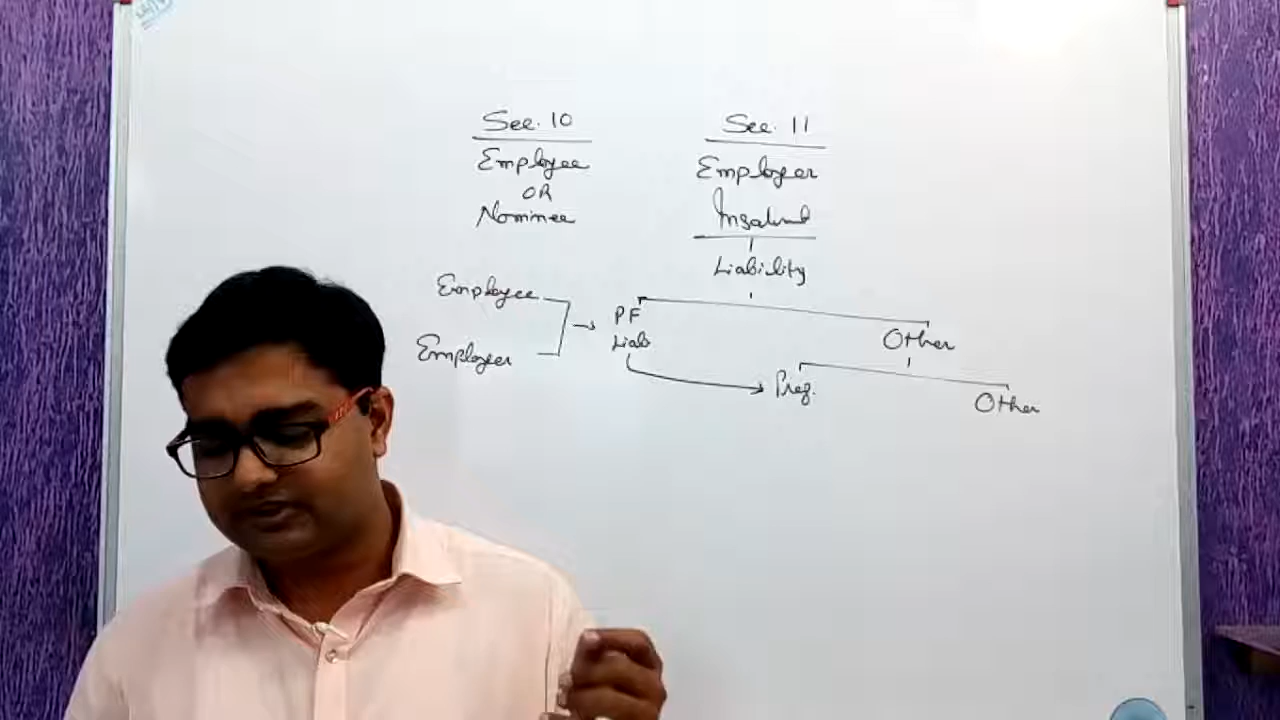 Sec. 10
Employee
OR
Nominee
Sec. 11
Employer
Insolvent
Liability
Employee
Employer
PF
Liab
Other
Pref.
Other